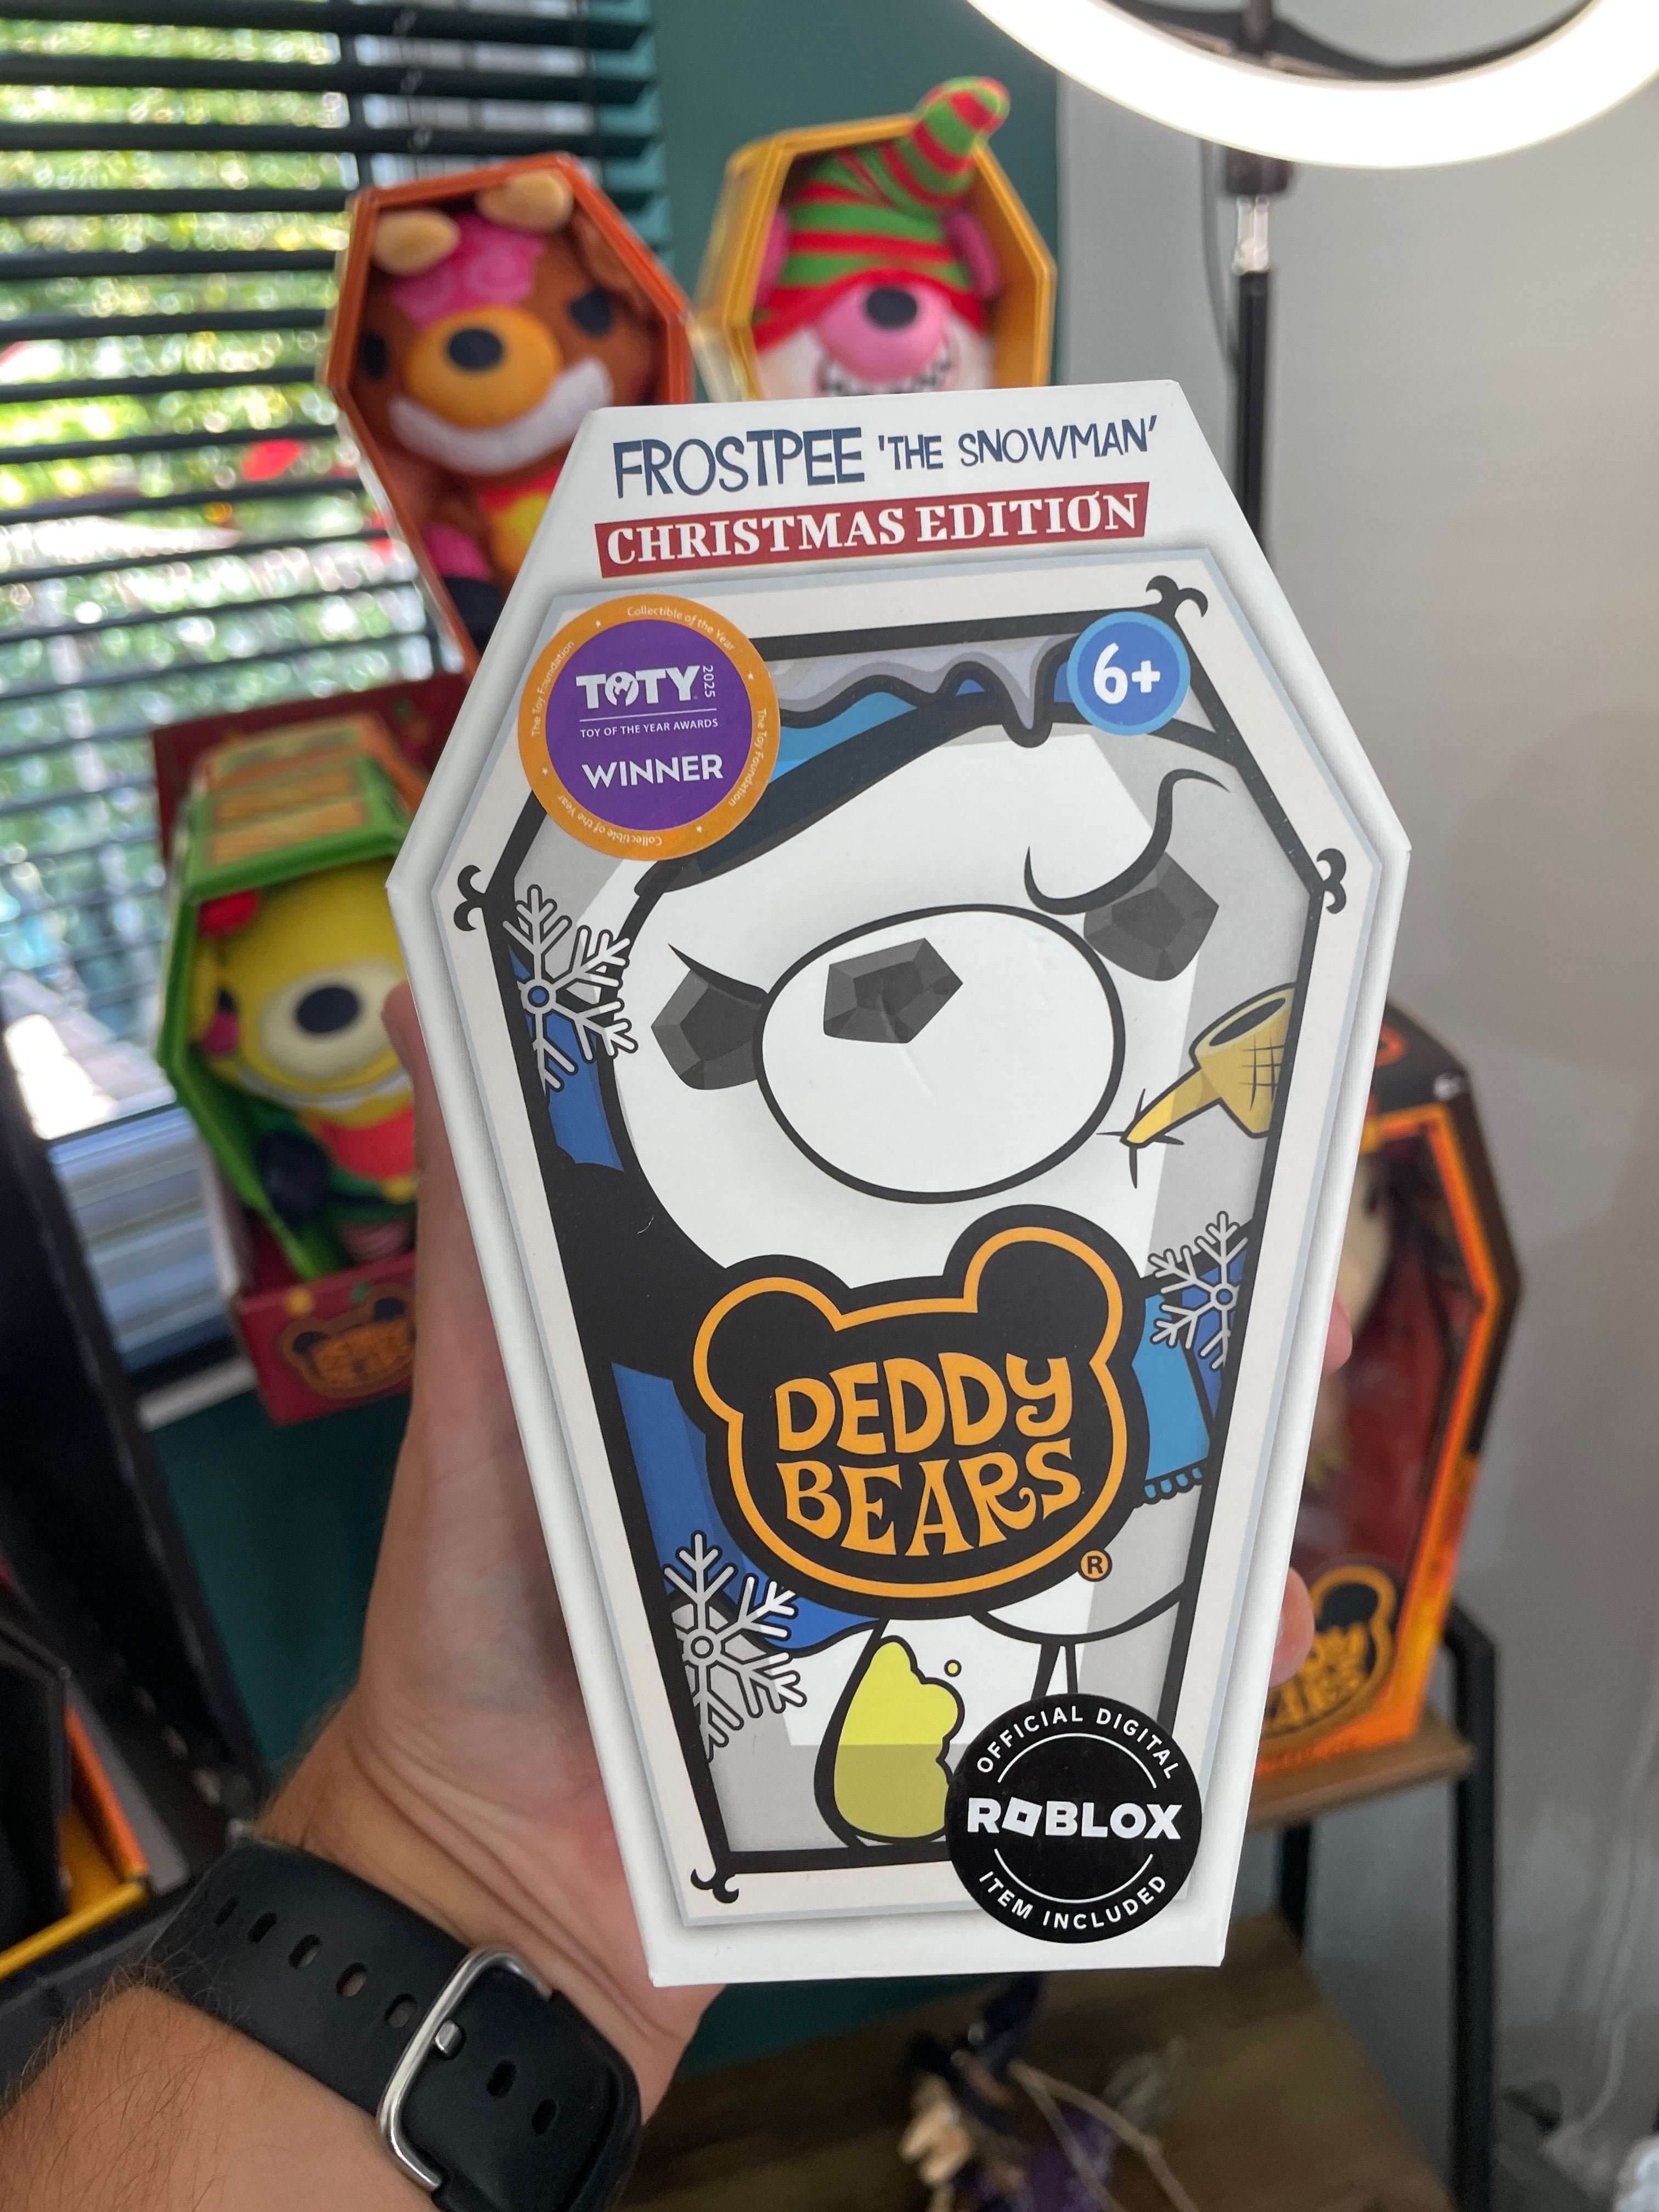 FROSTPEE 'THE SNOWMAN'
CHRISTMAS EDITION
Collectible of the Year
The Toy Foundation
Collectible of the Year
The Toy Foundation
TOTY 2025
TOY OF THE YEAR AWARDS
WINNER
6+
DEDDY
BEARS
®
OFFICIAL DIGITAL
ROBLOX
ITEM INCLUDED